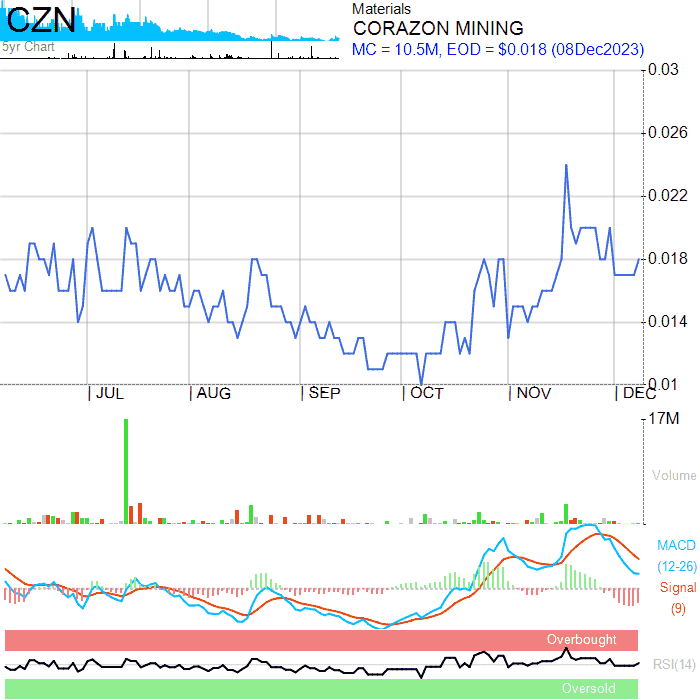 CZN
5yr Chart
Materials
CORAZON MINING
MC = 10.5M, EOD = $0.018 (08Dec2023)
0.03
0.026
0.022
0.018
0.014
0.01
JUL
AUG
SEP
OCT
NOV
DEC
17M
Volume
MACD
(12-26)
Signal
(9)
Overbought
RSI(14)
Oversold